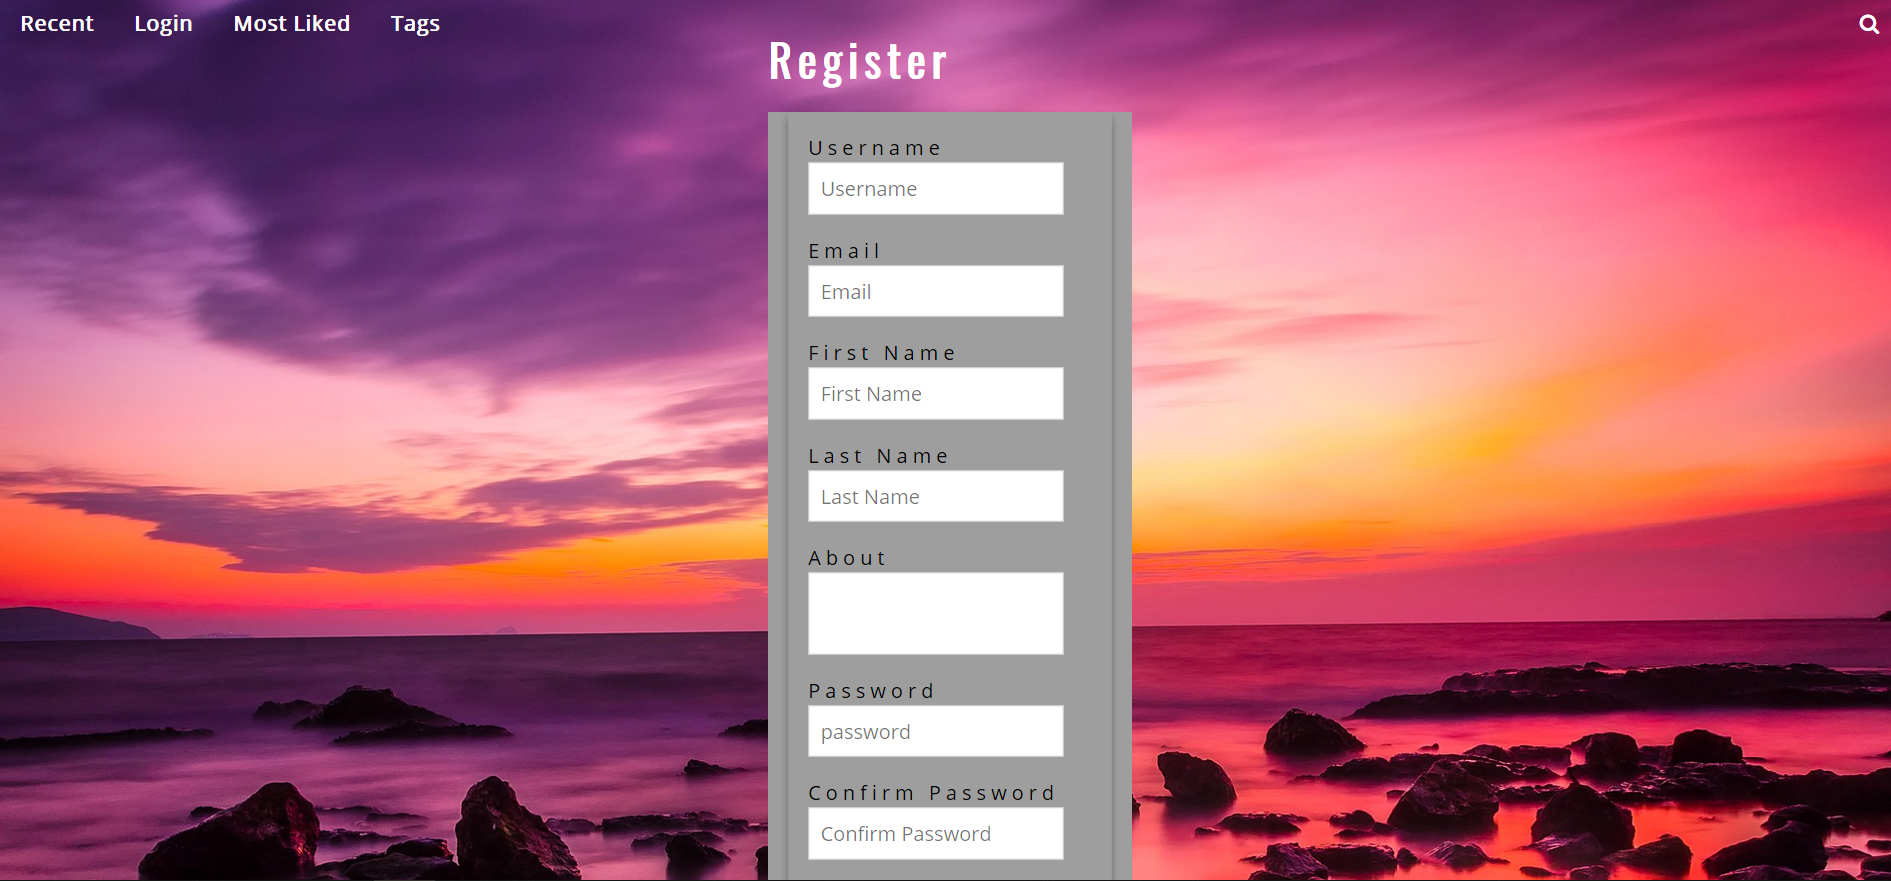 Recent Login Most Liked Tags
Register
Username
Username
Email
Email
First Name
First Name
Last Name
Last Name
About
Password
password
Confirm Password
Confirm Password